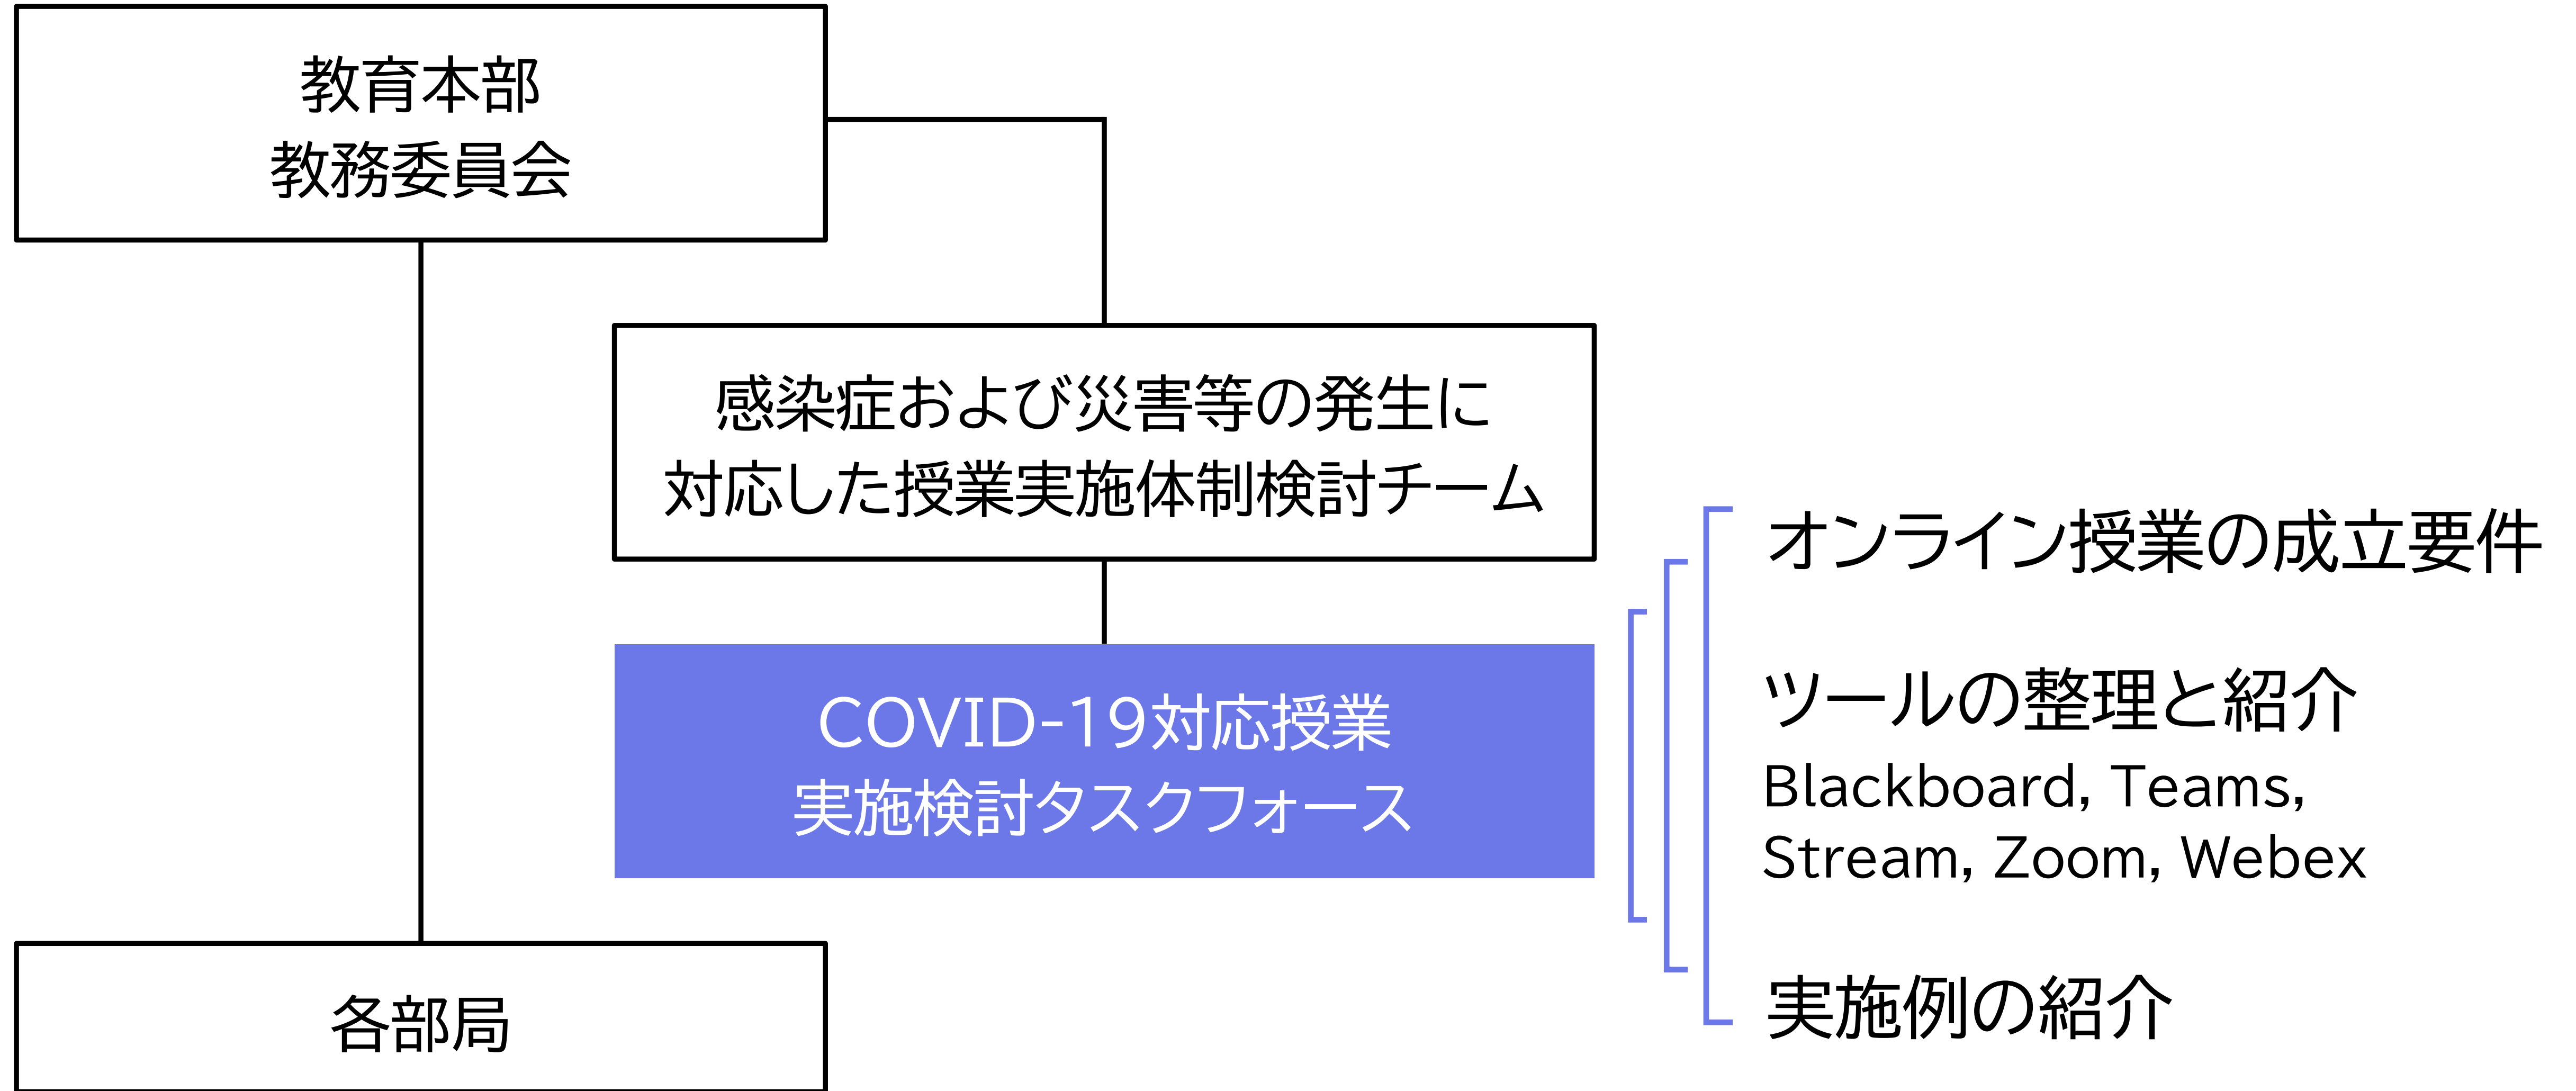 教育本部
教務委員会
感染症および災害等の発生に
対応した授業実施体制検討チーム
COVID-19対応授業
実施検討タスクフォース
オンライン授業の成立要件
ツールの整理と紹介
Blackboard, Teams,
Stream, Zoom, Webex
実施例の紹介
各部局